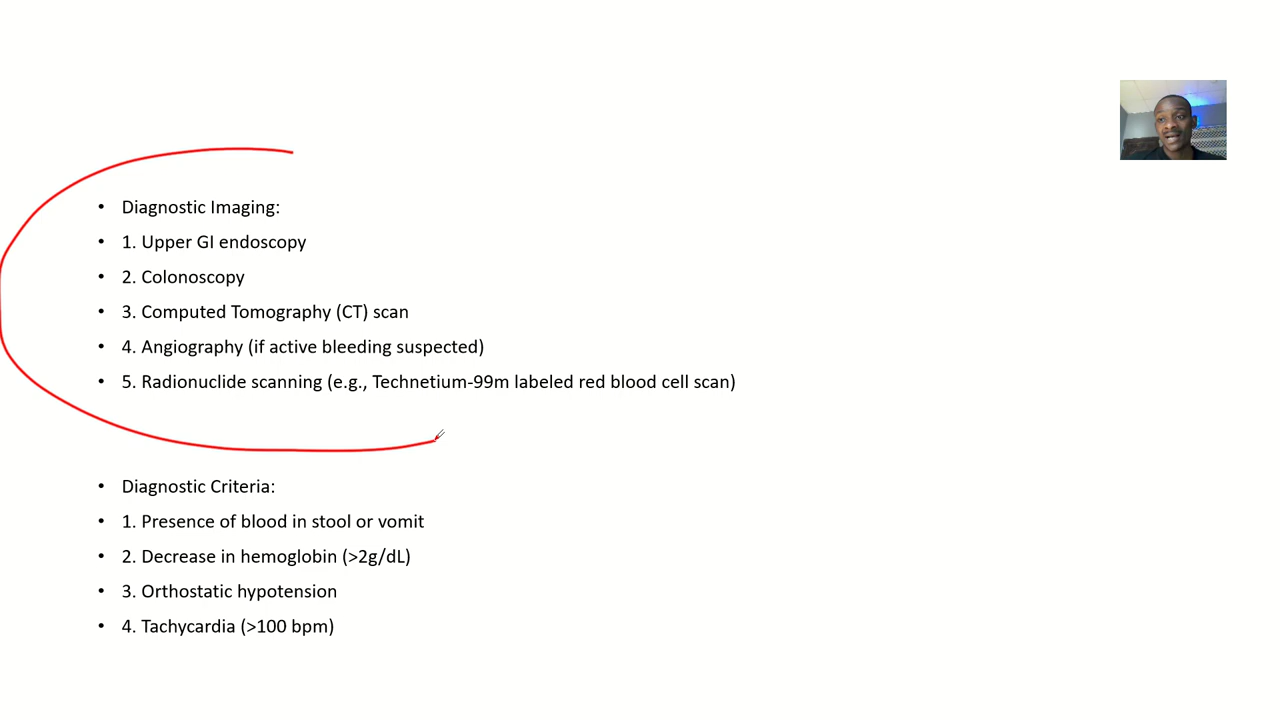 • Diagnostic Imaging:
• 1. Upper GI endoscopy
• 2. Colonoscopy
• 3. Computed Tomography (CT) scan
• 4. Angiography (if active bleeding suspected)
• 5. Radionuclide scanning (e.g., Technetium-99m labeled red blood cell scan)
• Diagnostic Criteria:
• 1. Presence of blood in stool or vomit
• 2. Decrease in hemoglobin (>2g/dL)
• 3. Orthostatic hypotension
• 4. Tachycardia (>100 bpm)